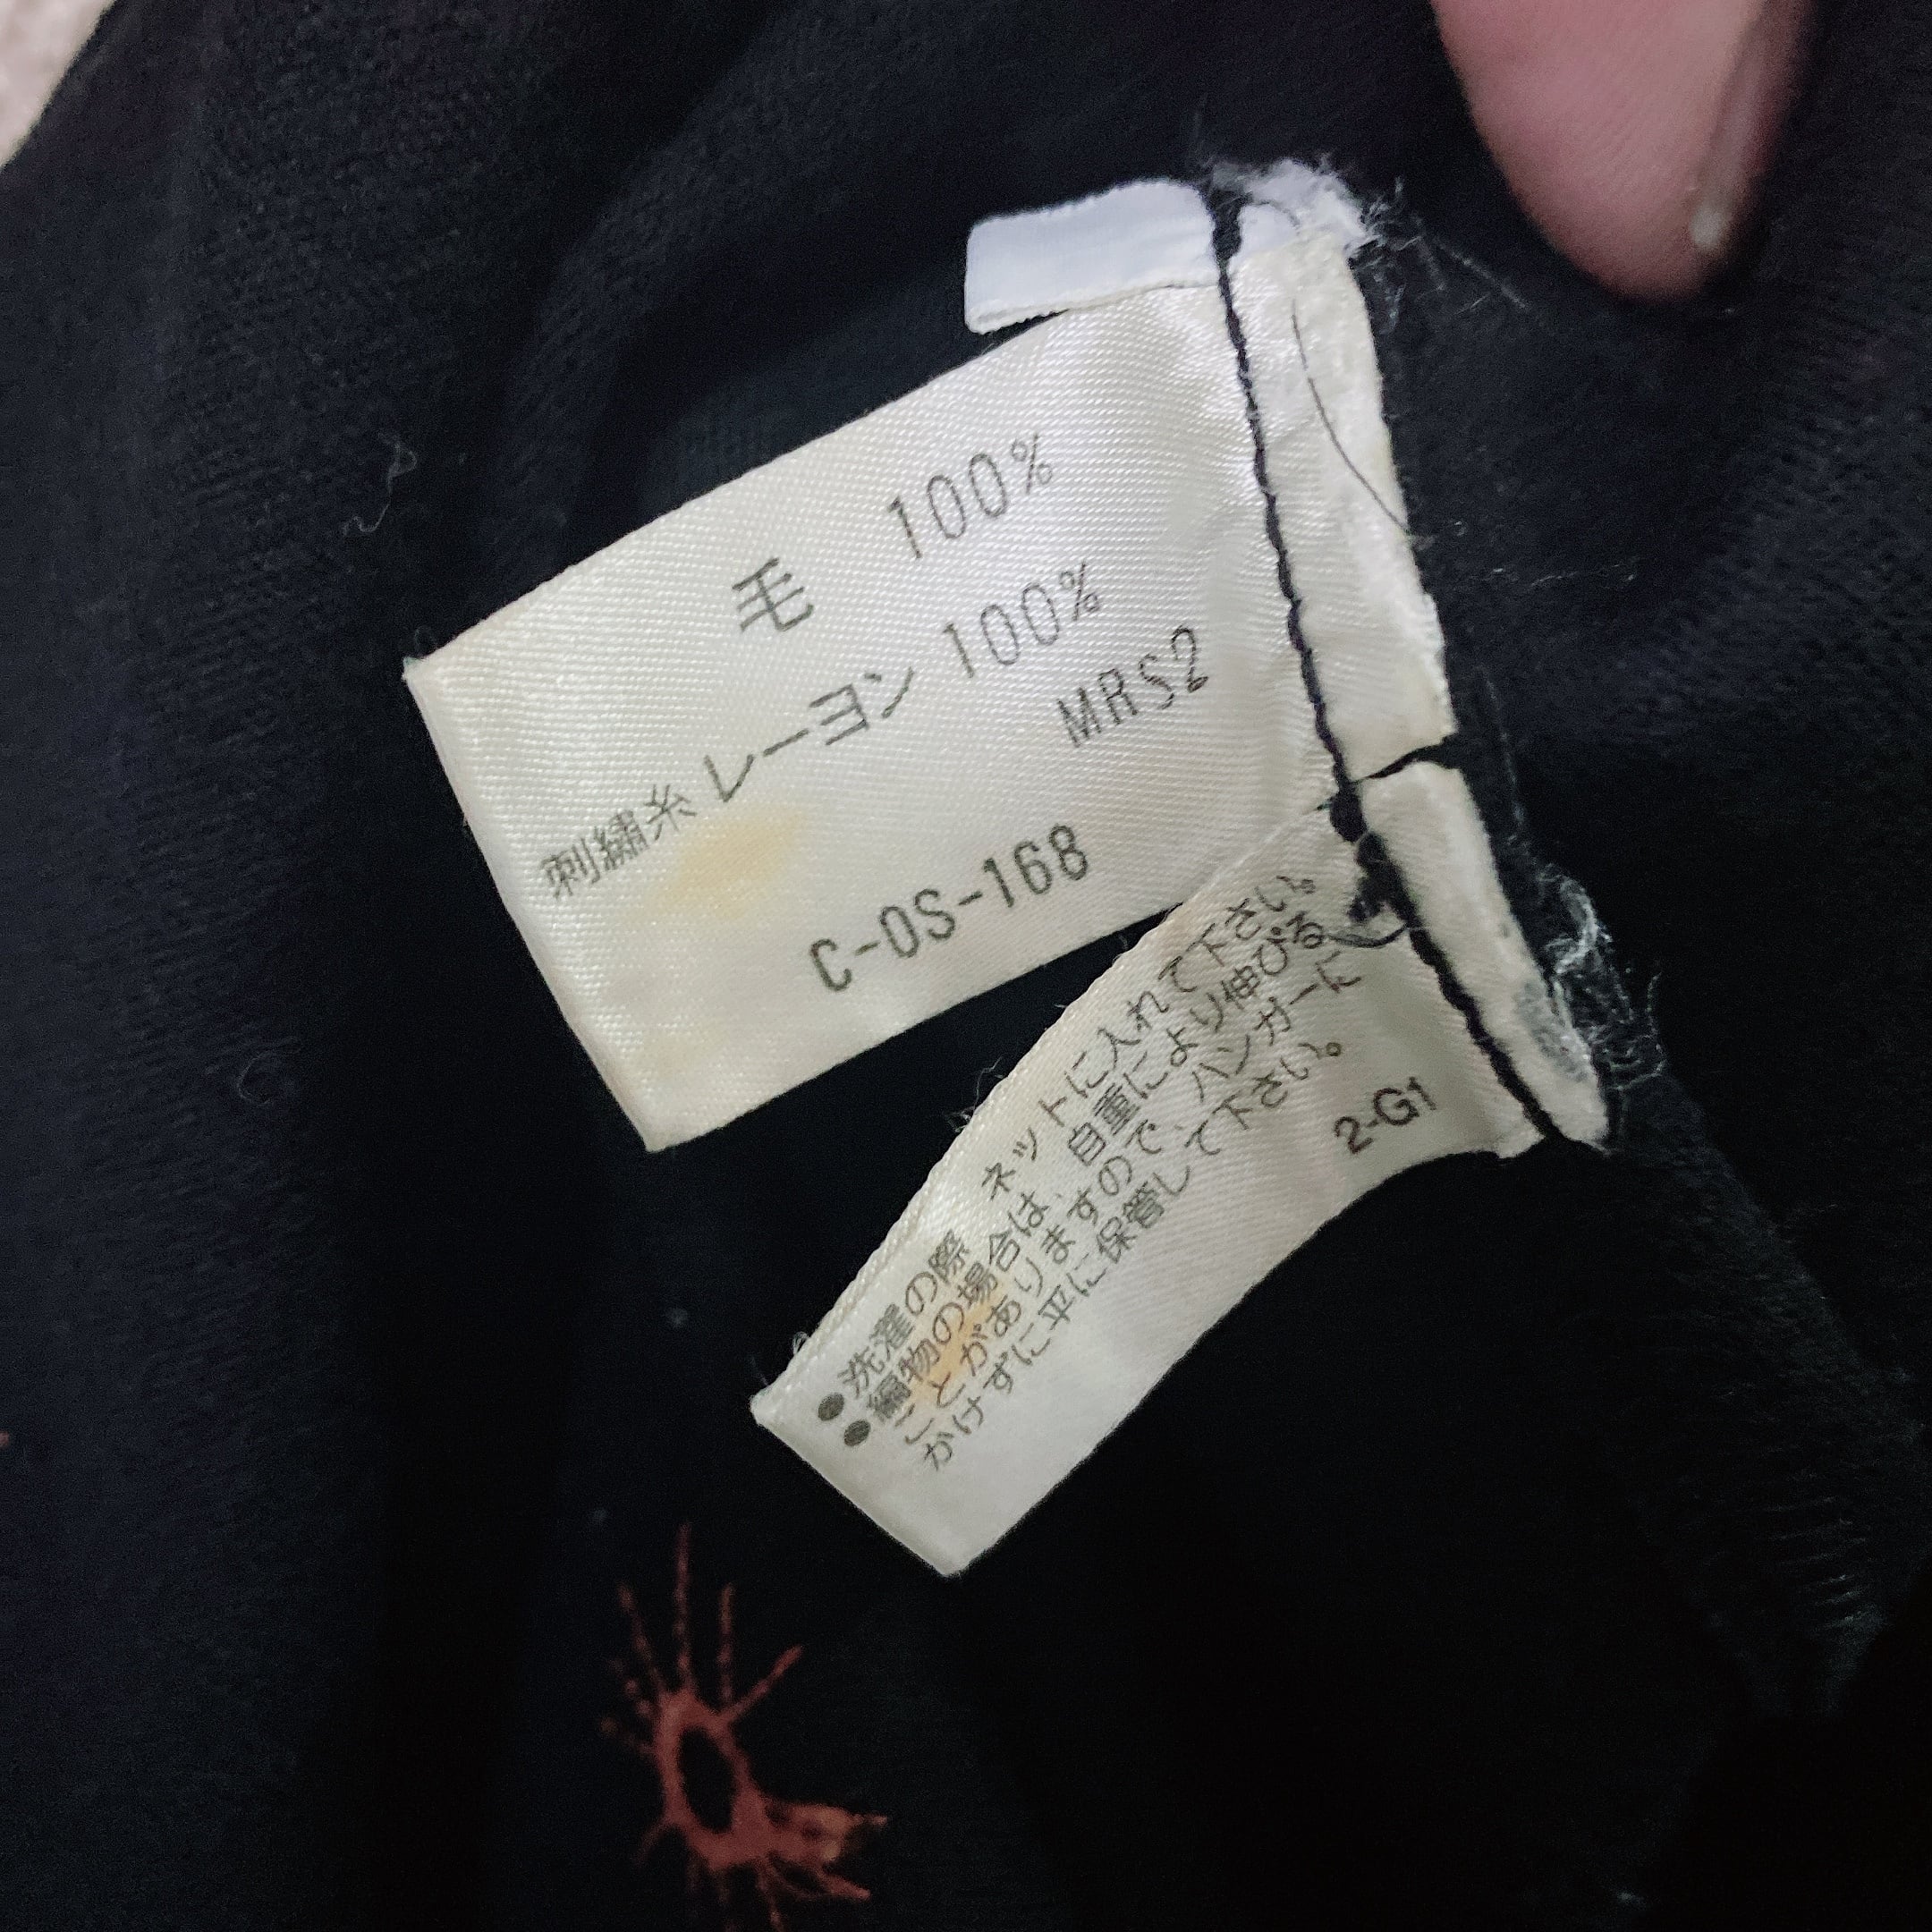 毛 100%
刺繍糸 レーヨン 100%
MRS2
C-OS-168
●洗濯の際 ネットに入れて下さい。
●編物の場合は、自重により伸びる
ことがありますので ハンガーに
かけずに平に保管して下さい。
2-G1